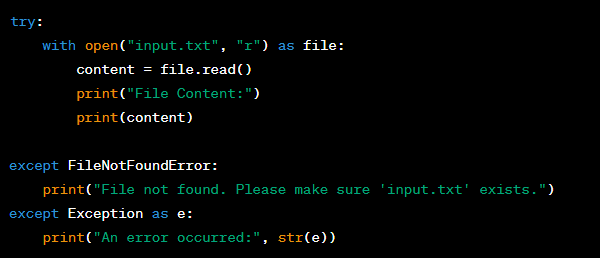 try:
    with open("input.txt", "r") as file:
        content = file.read()
        print("File Content:")
        print(content)

except FileNotFoundError:
    print("File not found. Please make sure 'input.txt' exists.")
except Exception as e:
    print("An error occurred:", str(e))